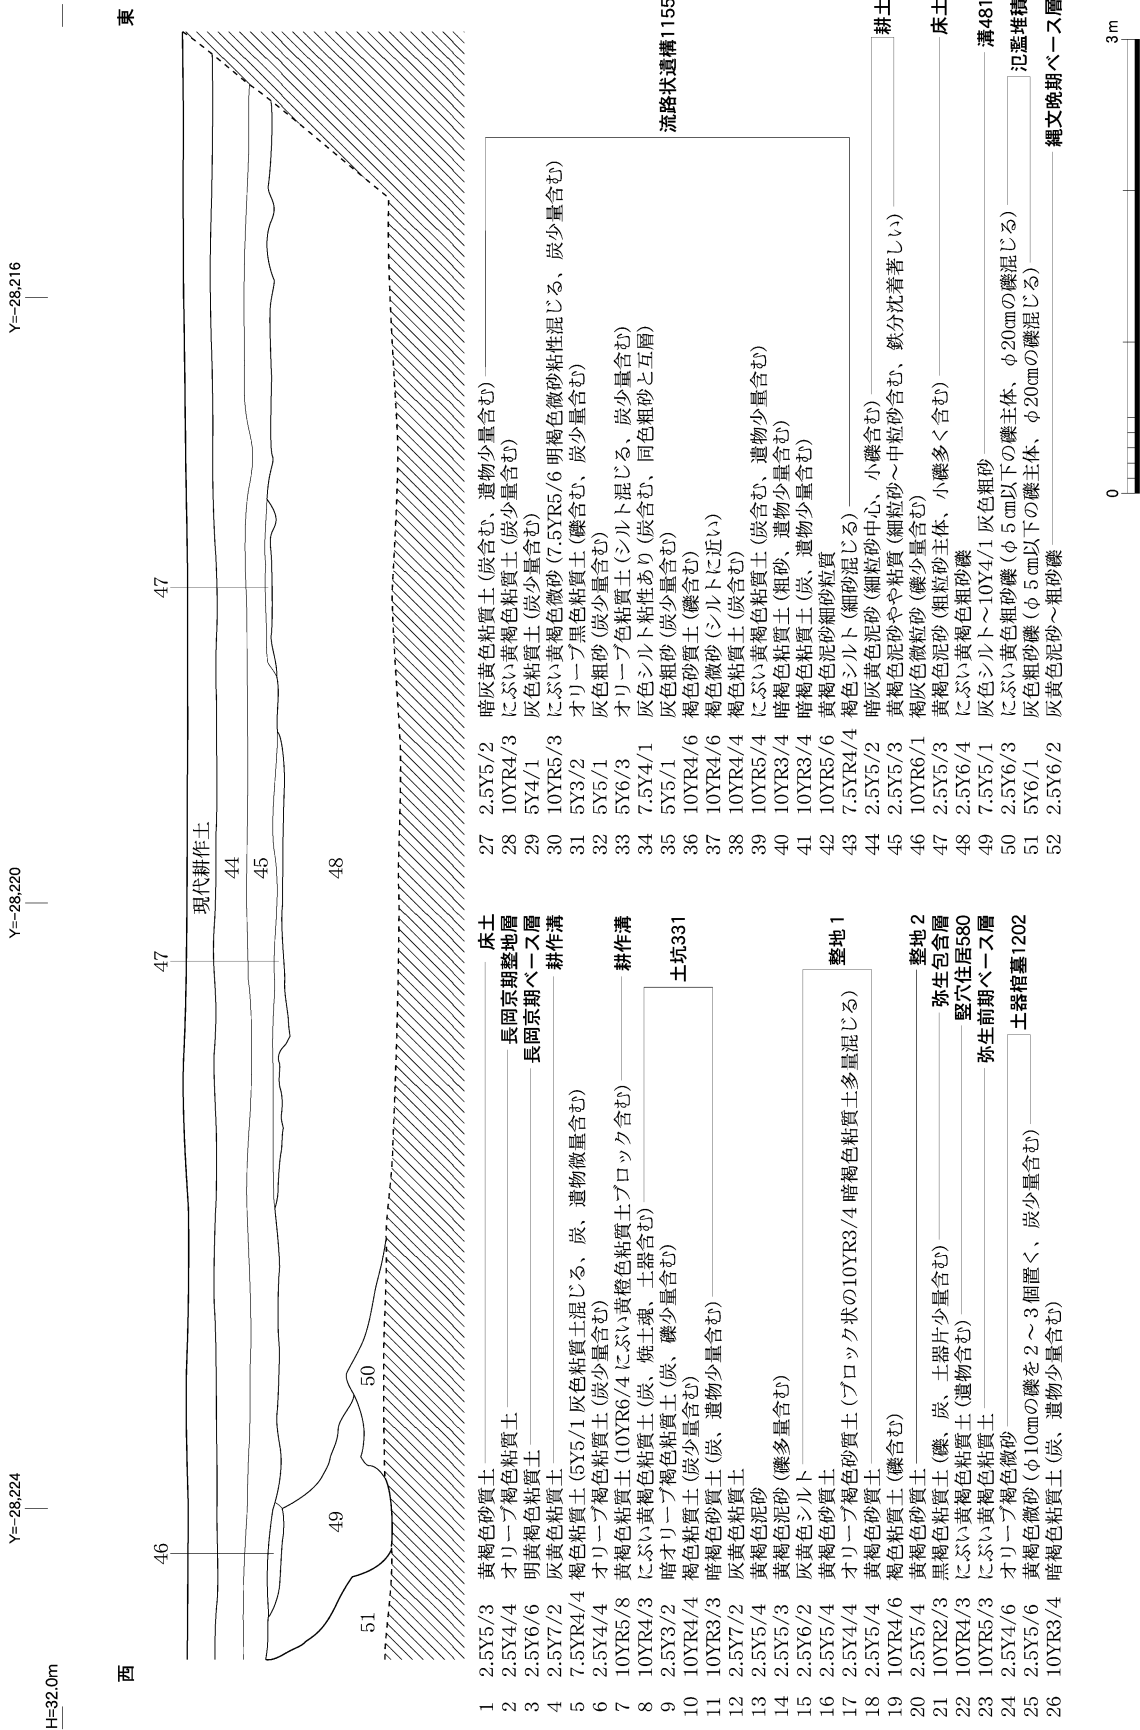 H=32.0m
西
東
Y=-28,224
Y=-28,220
Y=-28,216
46
47
47
現代耕作土
44
45
48
49
50
51
1 2.5Y5/3 黄褐色砂質土 床土
2 2.5Y4/4 オリーブ褐色粘質土 長岡京期整地層
3 2.5Y6/6 明黄褐色粘質土 長岡京期ベース層
4 2.5Y7/2 灰黄色粘質土 耕作溝
5 7.5YR4/4 褐色粘質土（5Y5/1 灰色粘質土混じる、炭、遺物微量含む）
6 2.5Y4/4 オリーブ褐色粘質土（炭少量含む）
7 10YR5/8 黄褐色粘質土（10YR6/4 にぶい黄橙色粘質土ブロック含む） 耕作溝
8 10YR4/3 にぶい黄褐色粘質土（炭、焼土魂、土器含む）
9 2.5Y3/2 暗オリーブ褐色粘質土（炭、礫少量含む）
10 10YR4/4 褐色粘質土（炭少量含む）
11 10YR3/3 暗褐色砂質土（炭、遺物少量含む）
土坑331
12 2.5Y7/2 灰黄色粘質土
13 2.5Y5/4 黄褐色泥砂
14 2.5Y5/3 黄褐色泥砂（礫多量含む）
15 2.5Y6/2 灰黄色シルト
16 2.5Y5/4 黄褐色砂質土
17 2.5Y4/4 オリーブ褐色砂質土（ブロック状の10YR3/4 暗褐色粘質土多量混じる）
18 2.5Y5/4 黄褐色砂質土
整地 1
19 10YR4/6 褐色粘質土（礫含む）
20 2.5Y5/4 黄褐色砂質土 整地 2
21 10YR2/3 黒褐色粘質土（礫、炭、土器片少量含む） 弥生包含層
22 10YR4/3 にぶい黄褐色粘質土（遺物含む） 竪穴住居580
23 10YR5/3 にぶい黄褐色粘質土 弥生前期ベース層
24 2.5Y4/6 オリーブ褐色微砂
25 2.5Y5/6 黄褐色微砂（φ10㎝の礫を２～３個置く、炭少量含む）
土器棺墓1202
26 10YR3/4 暗褐色粘質土（炭、遺物少量含む）
27 2.5Y5/2 暗灰黄色粘質土（炭含む、遺物少量含む）
28 10YR4/3 にぶい黄褐色粘質土（炭少量含む）
29 5Y4/1 灰色粘質土（炭少量含む）
30 10YR5/3 にぶい黄褐色微砂（7.5YR5/6 明褐色微砂粘性混じる、炭少量含む）
31 5Y3/2 オリーブ黒色粘質土（礫含む、炭少量含む）
32 5Y5/1 灰色粗砂（炭少量含む）
33 5Y6/3 オリーブ色粘質土（シルト混じる、炭少量含む）
34 7.5Y4/1 灰色シルト粘性あり（炭含む、同色粗砂と互層）
35 5Y5/1 灰色粗砂（炭少量含む）
36 10YR4/6 褐色砂質土（礫含む）
37 10YR4/6 褐色微砂（シルトに近い）
38 10YR4/4 褐色粘質土（炭含む）
39 10YR5/4 にぶい黄褐色粘質土（炭含む、遺物少量含む）
40 10YR3/4 暗褐色粘質土（粗砂、遺物少量含む）
41 10YR3/4 暗褐色粘質土（炭、遺物少量含む）
42 10YR5/6 黄褐色泥砂細砂粒質
43 7.5YR4/4 褐色シルト（細砂混じる）
流路状遺構1155
44 2.5Y5/2 暗灰黄色泥砂（細粒砂中心、小礫含む）
45 2.5Y5/3 黄褐色泥砂やや粘質（細粒砂～中粒砂含む、鉄分沈着著しい）
耕土
46 10YR6/1 褐灰色微粒砂（礫少量含む）
47 2.5Y5/3 黄褐色泥砂（粗粒砂主体、小礫多く含む） 床土
48 2.5Y6/4 にぶい黄褐色粗砂礫
49 7.5Y5/1 灰色シルト～10Y4/1 灰色粗砂 溝481
50 2.5Y6/3 にぶい黄色粗砂礫（φ５㎝以下の礫主体、φ20㎝の礫混じる）
51 5Y6/1 灰色粗砂礫（φ５㎝以下の礫主体、φ20㎝の礫混じる）
氾濫堆積
52 2.5Y6/2 灰黄色泥砂～粗砂礫 縄文晩期ベース層
0
3m